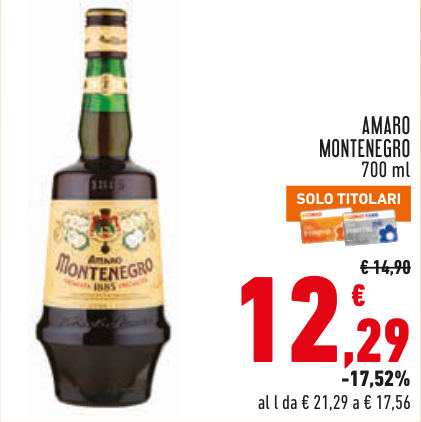 AMARO
MONTENEGRO
700 ml
SOLO TITOLARI
€ 14,90
€
12,29
-17,52%
al l da € 21,29 a € 17,56
1885
AMARO
MONTENEGRO
1885